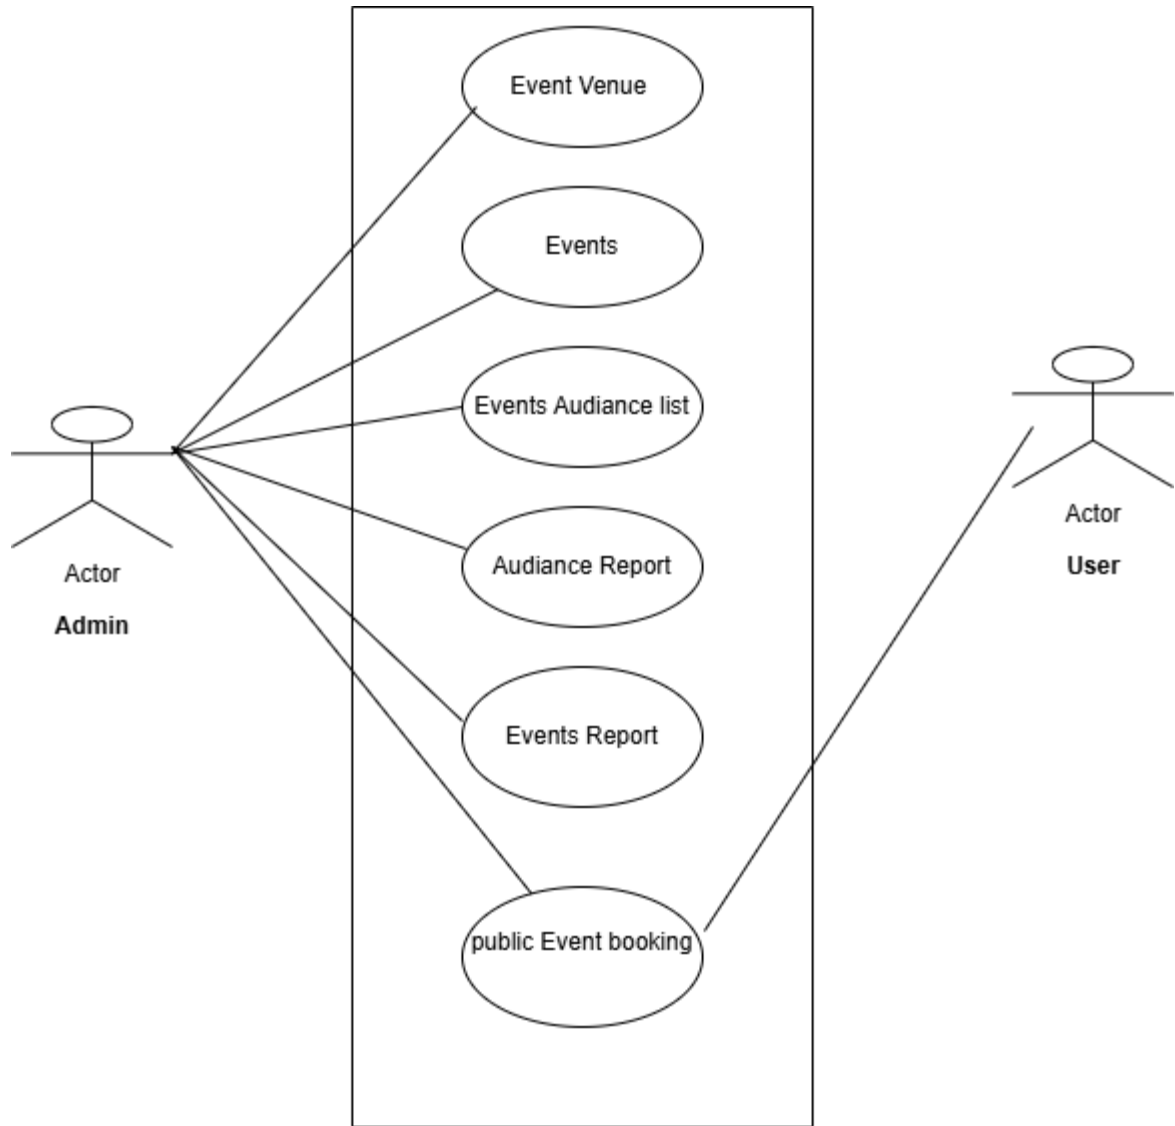 Event Venue
Events
Events Audiance list
Actor
Admin
Actor
User
Audiance Report
Events Report
public Event booking